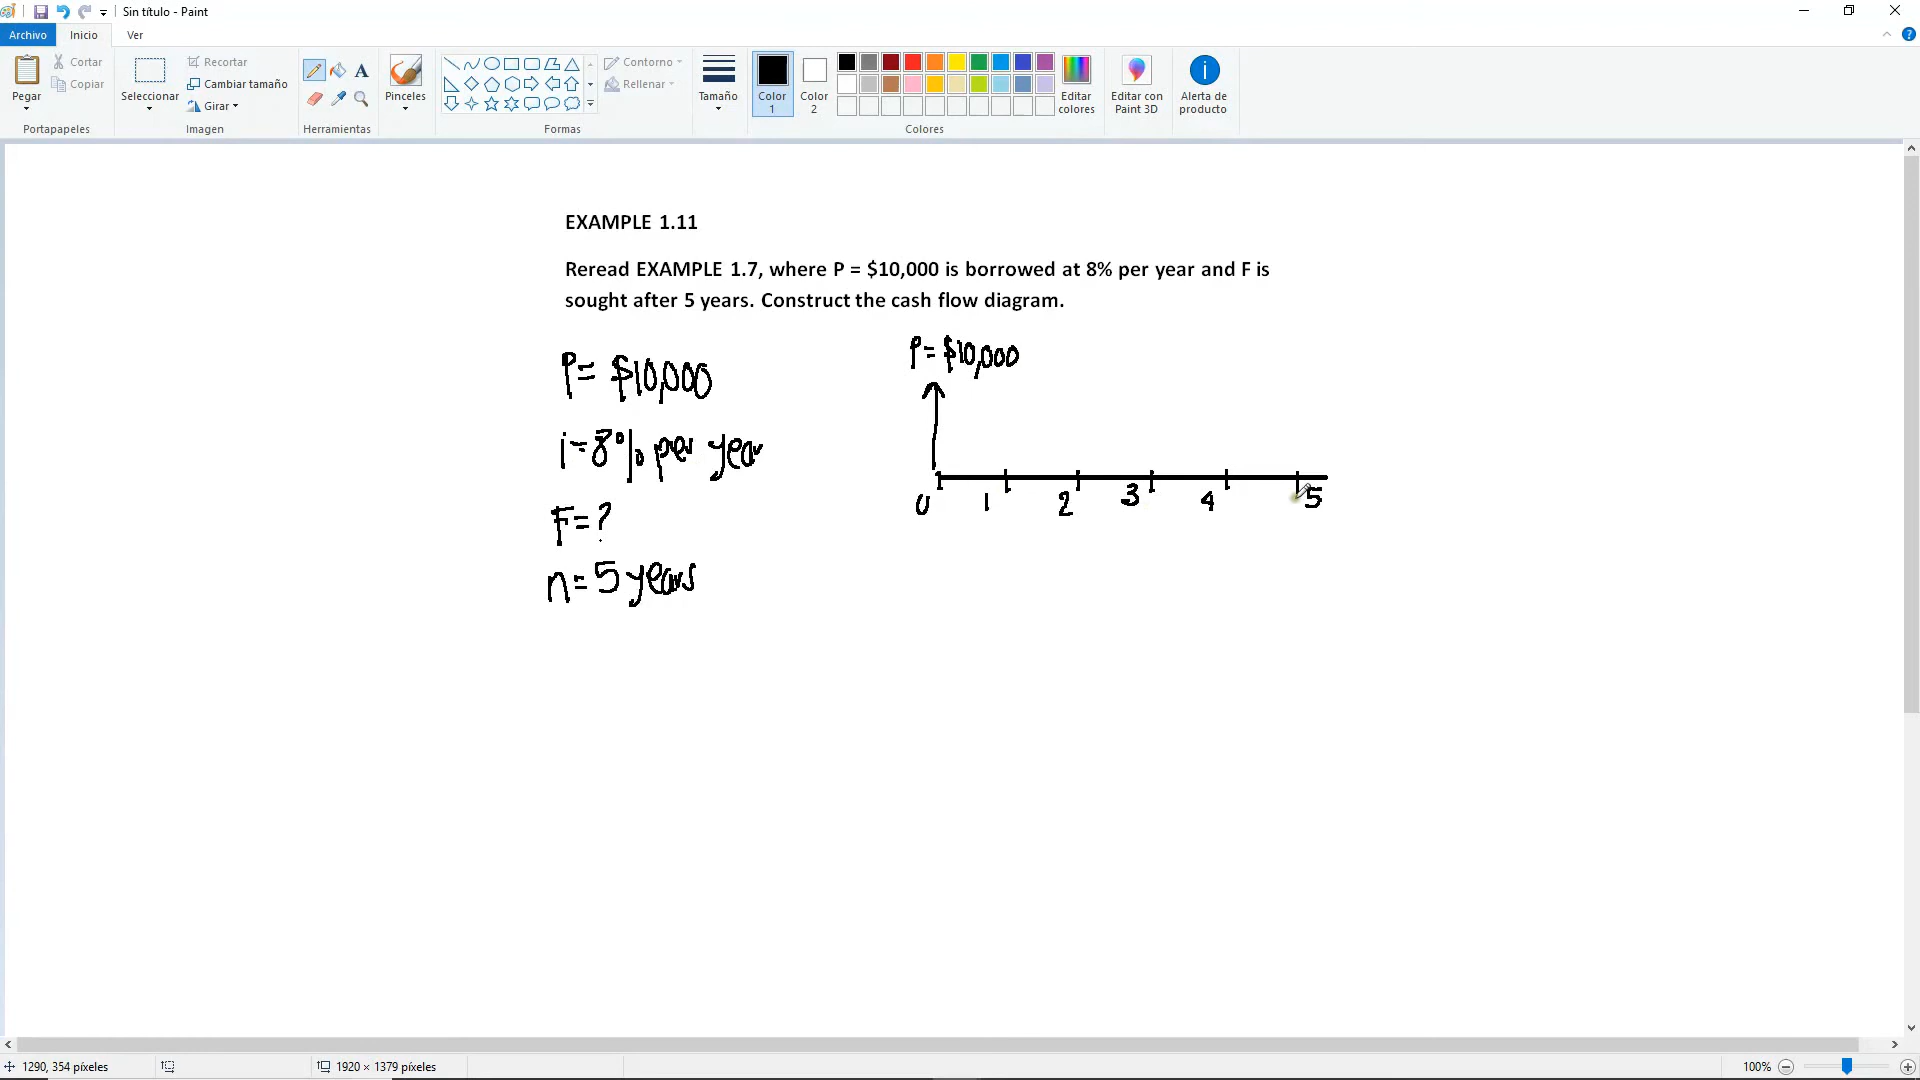 Sin título - Paint
Archivo Inicio Ver
Pegar
Cortar
Copiar
Portapapeles
Seleccionar
Recortar
Cambiar tamaño
Girar
Imagen
A
Herramientas
Pinceles
Contorno
Rellenar
Formas
Tamaño
Color
1
Color
2
Editar
colores
Colores
Editar con
Paint 3D
Alerta de
producto
EXAMPLE 1.11
Reread EXAMPLE 1.7, where P = $10,000 is borrowed at 8% per year and F is
sought after 5 years. Construct the cash flow diagram.
P= $10,000
i=8% per year
F=?
n=5 years
P=$10,000
0 1 2 3 4 5
1290, 354 píxeles
1920 × 1379 píxeles
100%